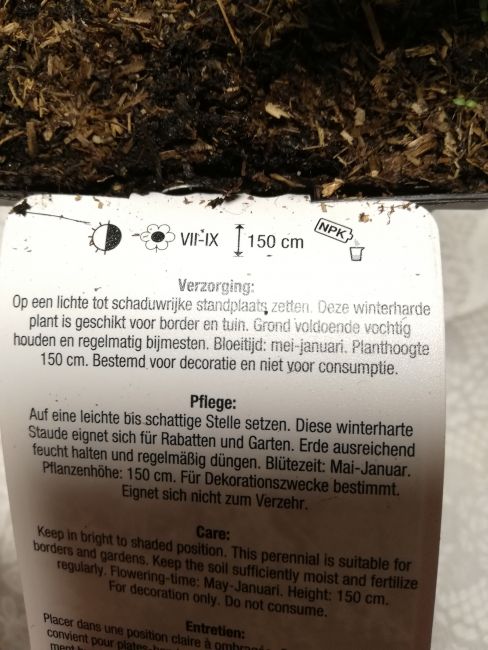 VII-IX 150 cm NPK
Verzorging:
Op een lichte tot schaduwrijke standplaats zetten. Deze winterharde
plant is geschikt voor border en tuin. Grond voldoende vochtig
houden en regelmatig bijmesten. Bloeitijd: mei-januari. Planthoogte
150 cm. Bestemd voor decoratie en niet voor consumptie.
Pflege:
Auf eine leichte bis schattige Stelle setzen. Diese winterharte
Staude eignet sich für Rabatten und Garten. Erde ausreichend
feucht halten und regelmäßig düngen. Blütezeit: Mai-Januar.
Pflanzenhöhe: 150 cm. Für Dekorationszwecke bestimmt.
Eignet sich nicht zum Verzehr.
Care:
Keep in bright to shaded position. This perennial is suitable for
borders and gardens. Keep the soil sufficiently moist and fertilize
regularly. Flowering-time: May-Januari. Height: 150 cm.
For decoration only. Do not consume.
Entretien:
Placer dans une position claire à
convient pour